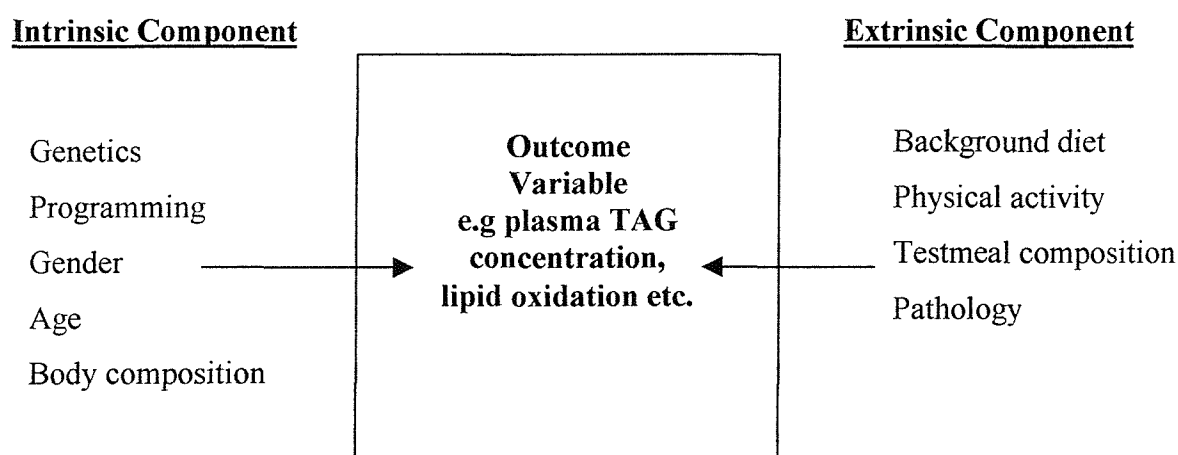 Intrinsic Component
Genetics
Programming
Gender
Age
Body composition
Outcome
Variable
e.g plasma TAG
concentration,
lipid oxidation etc.
Extrinsic Component
Background diet
Physical activity
Testmeal composition
Pathology